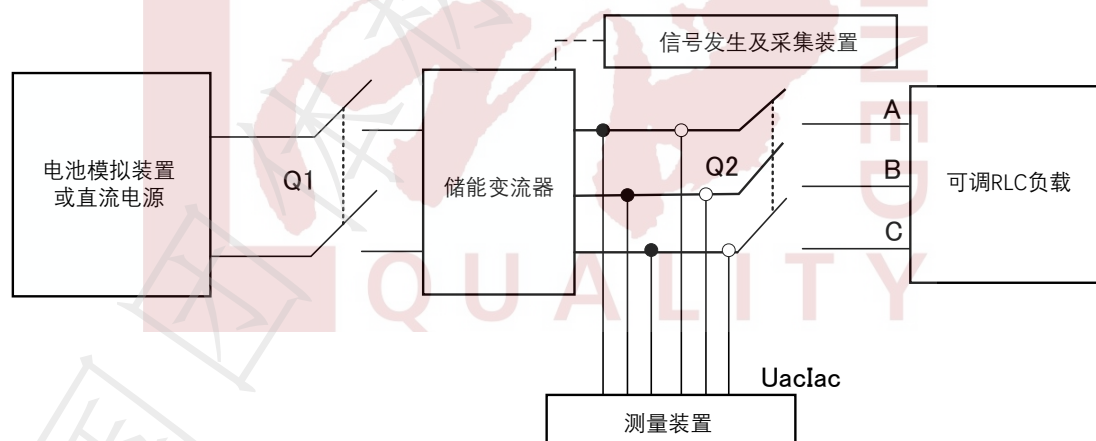 信号发生及采集装置
电池模拟装置
或直流电源
Q1
储能变流器
Q2
A
B
C
可调RLC负载
UacIac
测量装置
QUALITY
INED